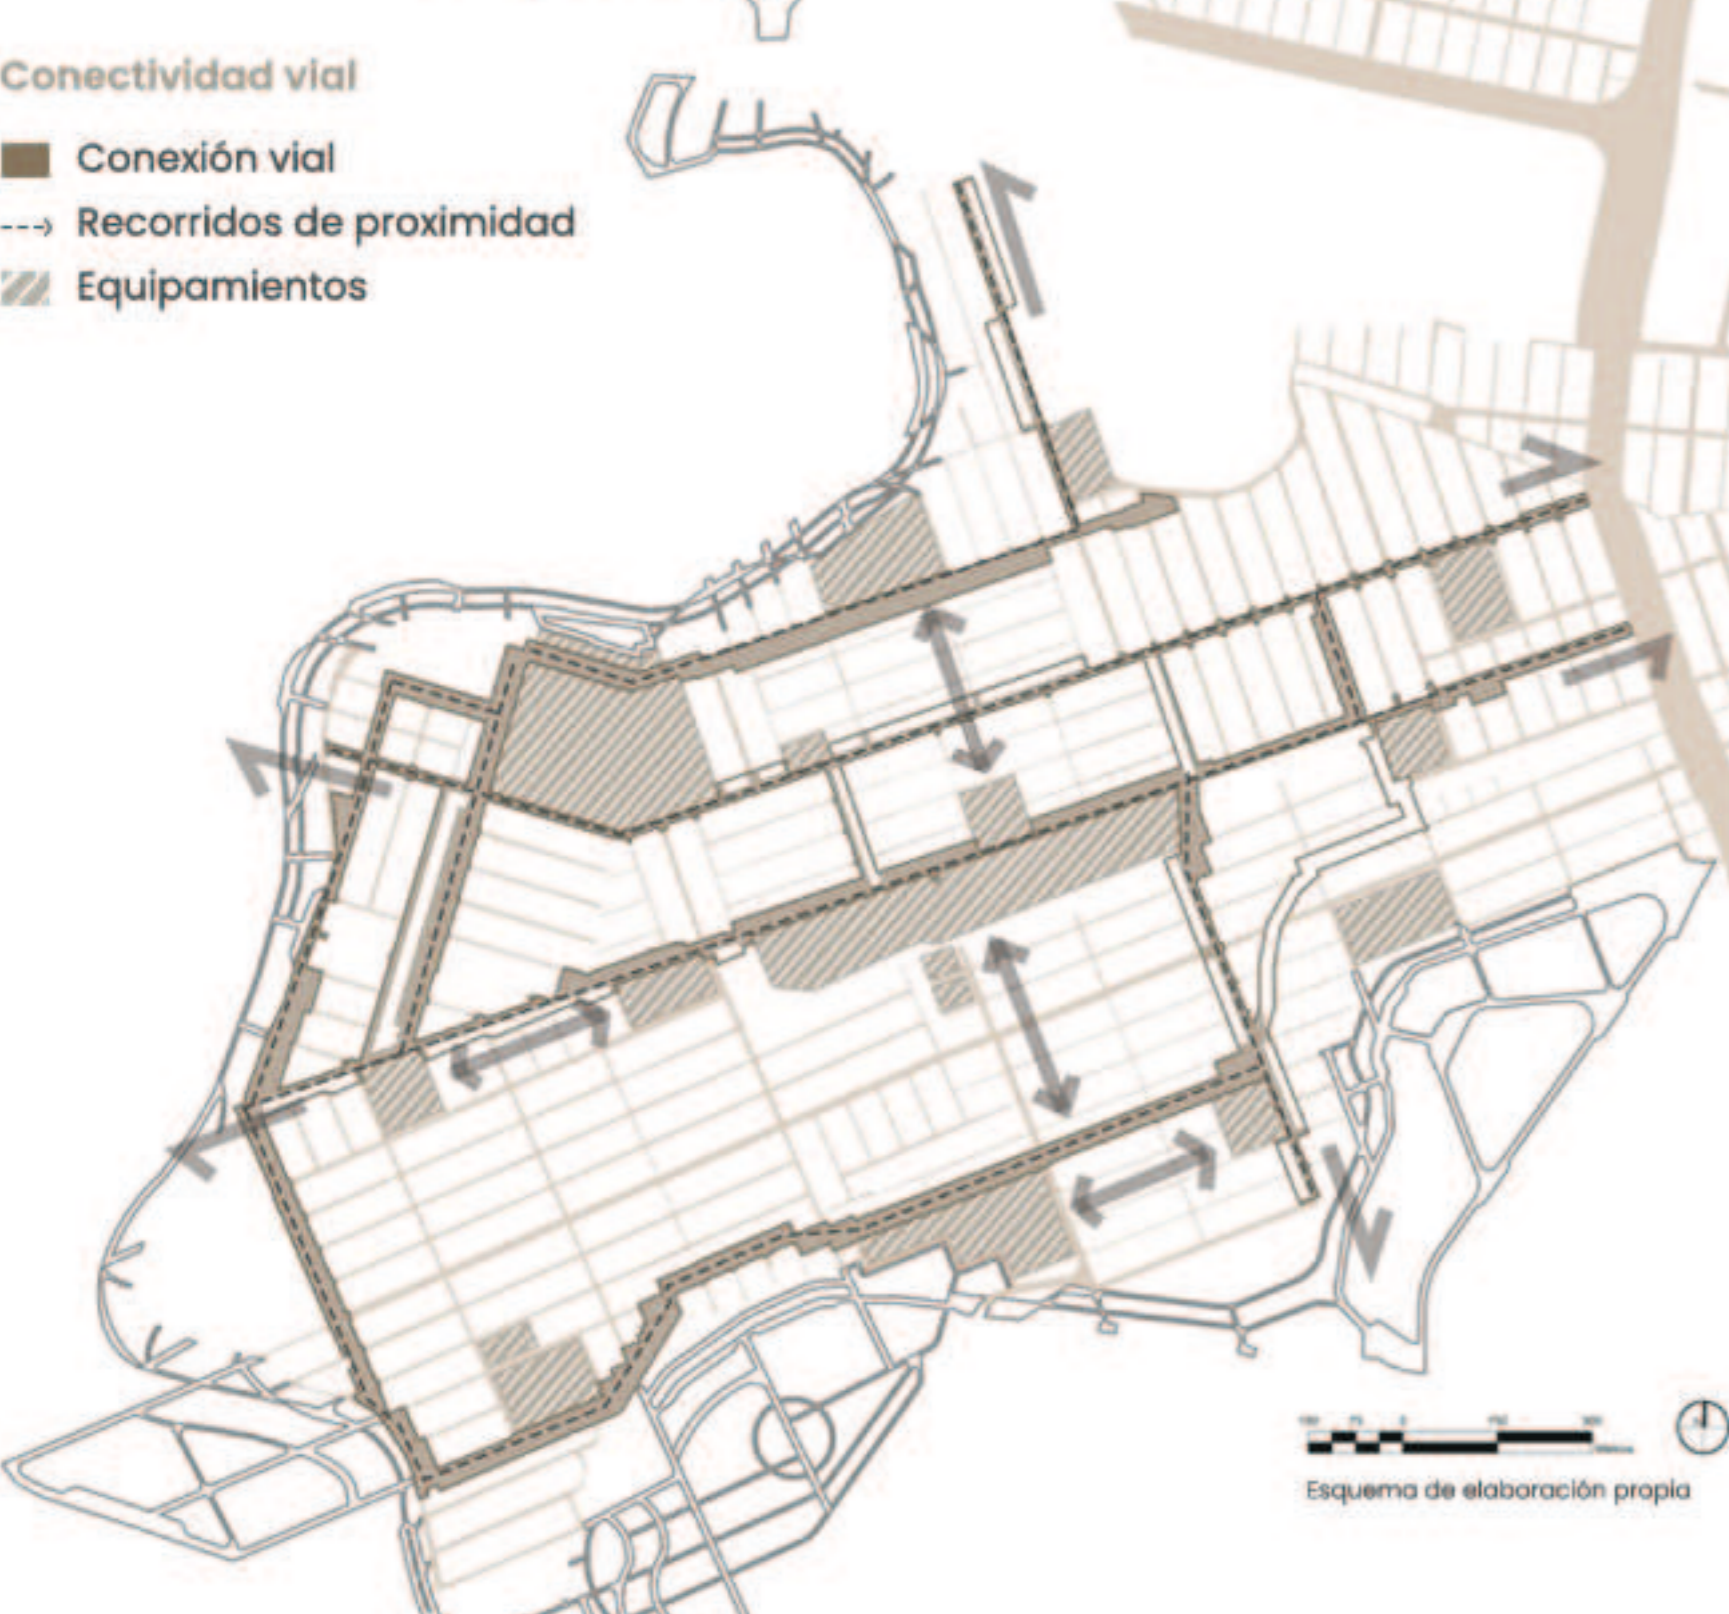 Conectividad vial
Conexión vial
Recorridos de proximidad
Equipamientos
Esquema de elaboración propia